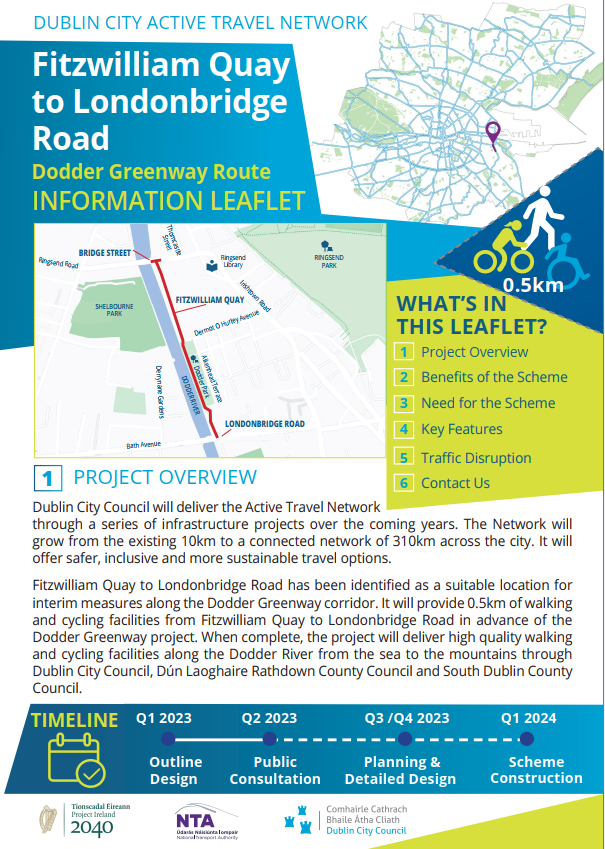 DUBLIN CITY ACTIVE TRAVEL NETWORK
Fitzwilliam Quay
to Londonbridge
Road
Dodder Greenway Route
INFORMATION LEAFLET
0.5km
BRIDGE STREET
Thorncastle
Street
Ringsend Road
Ringsend
Library
RINGSEND
PARK
Irishtown Road
FITZWILLIAM QUAY
SHELBOURNE
PARK
Dermot O Hurley Avenue
Aikenhead Terrace
Dodder Park
DODDER RIVER
Derrynane Gardens
LONDONBRIDGE ROAD
Bath Avenue
WHAT'S IN
THIS LEAFLET?
1 Project Overview
2 Benefits of the Scheme
3 Need for the Scheme
4 Key Features
5 Traffic Disruption
6 Contact Us
1 PROJECT OVERVIEW
Dublin City Council will deliver the Active Travel Network
through a series of infrastructure projects over the coming years. The Network will
grow from the existing 10km to a connected network of 310km across the city. It will
offer safer, inclusive and more sustainable travel options.
Fitzwilliam Quay to Londonbridge Road has been identified as a suitable location for
interim measures along the Dodder Greenway corridor. It will provide 0.5km of walking
and cycling facilities from Fitzwilliam Quay to Londonbridge Road in advance of the
Dodder Greenway project. When complete, the project will deliver high quality walking
and cycling facilities along the Dodder River from the sea to the mountains through
Dublin City Council, Dún Laoghaire Rathdown County Council and South Dublin County
Council.
TIMELINE
Q1 2023
Outline
Design
Q2 2023
Public
Consultation
Q3 /Q4 2023
Planning &
Detailed Design
Q1 2024
Scheme
Construction
Tionscadal Éireann
Project Ireland
2040
NTA
Údarás Náisiúnta Iompair
National Transport Authority
Comhairle Cathrach
Bhaile Átha Cliath
Dublin City Council